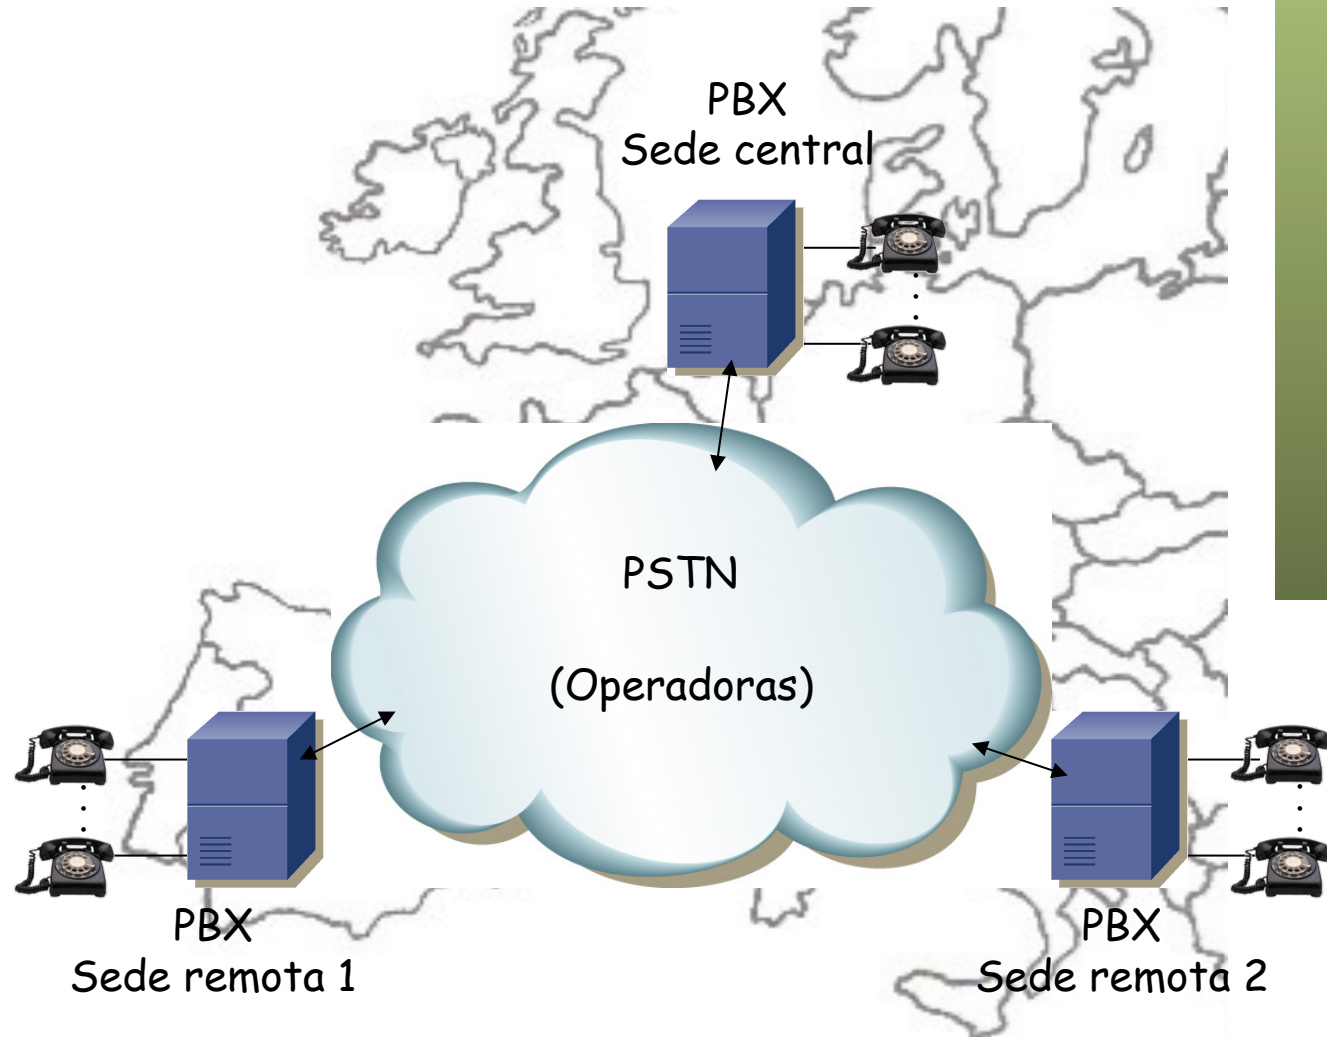 PBX
Sede central
PSTN
(Operadoras)
PBX
Sede remota 1
PBX
Sede remota 2